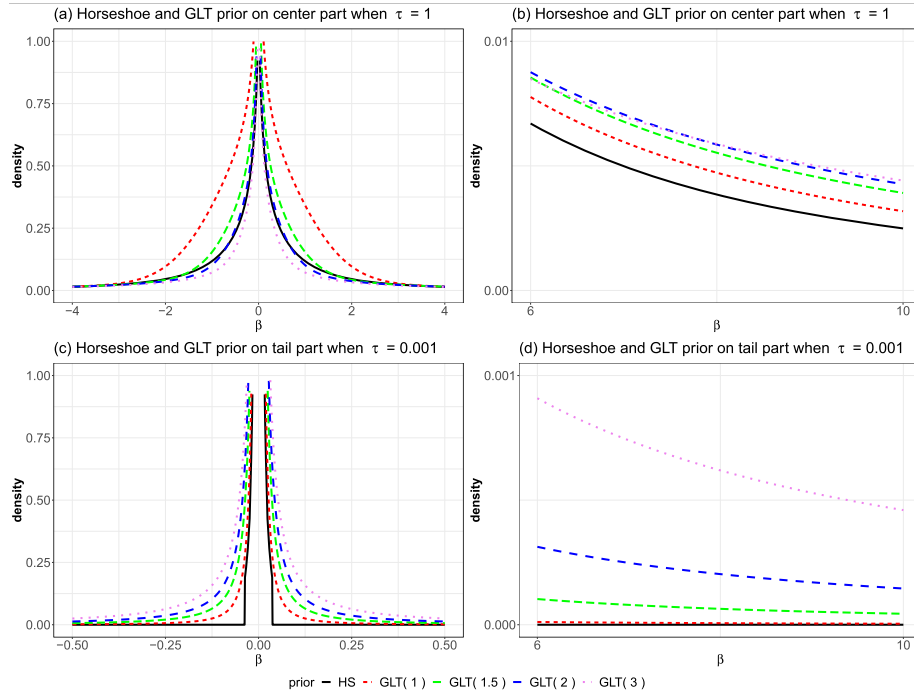 (a) Horseshoe and GLT prior on center part when τ = 1
1.00
0.75
0.50
0.25
0.00
density
−4
−2
0
2
4
β
(b) Horseshoe and GLT prior on center part when τ = 1
0.01
0.00
density
6
10
β
(c) Horseshoe and GLT prior on tail part when τ = 0.001
1.00
0.75
0.50
0.25
0.00
density
−0.50
−0.25
0.00
0.25
0.50
β
(d) Horseshoe and GLT prior on tail part when τ = 0.001
0.001
0.000
density
6
10
β
prior HS GLT( 1 ) GLT( 1.5 ) GLT( 2 ) GLT( 3 )